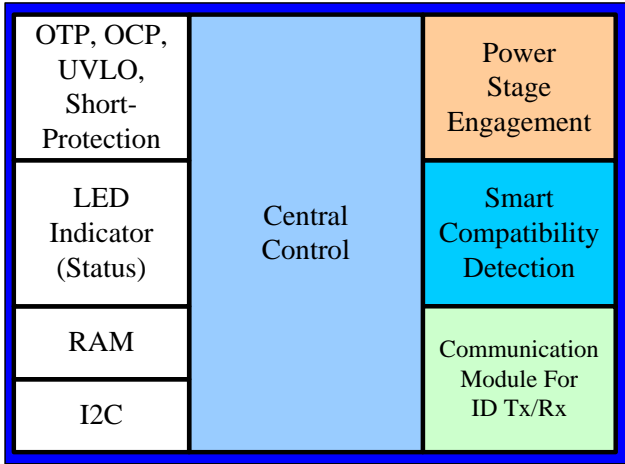 OTP, OCP,
UVLO,
Short-
Protection
LED
Indicator
(Status)
RAM
I2C
Central
Control
Power
Stage
Engagement
Smart
Compatibility
Detection
Communication
Module For
ID Tx/Rx